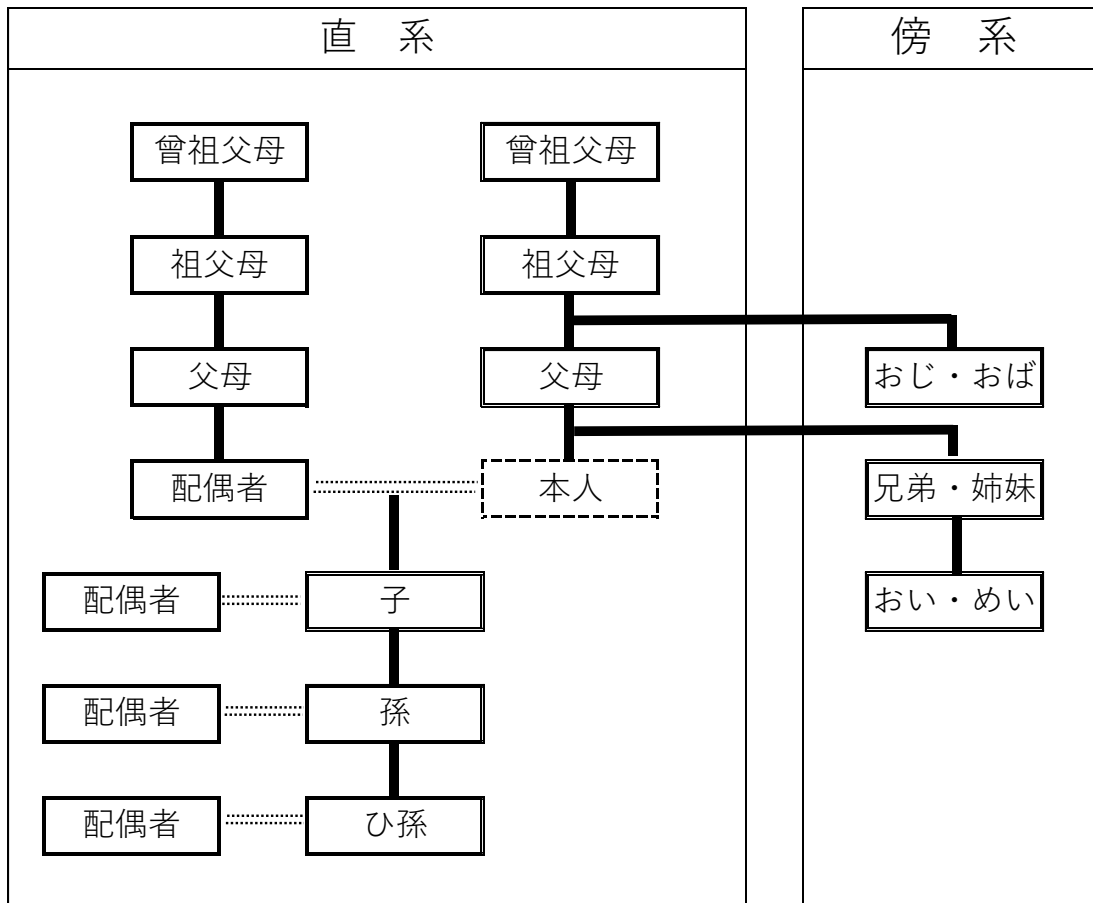 直　系
傍　系
曾祖父母
曾祖父母
祖父母
祖父母
父母
父母
おじ・おば
配偶者
本人
兄弟・姉妹
配偶者
子
おい・めい
配偶者
孫
配偶者
ひ孫